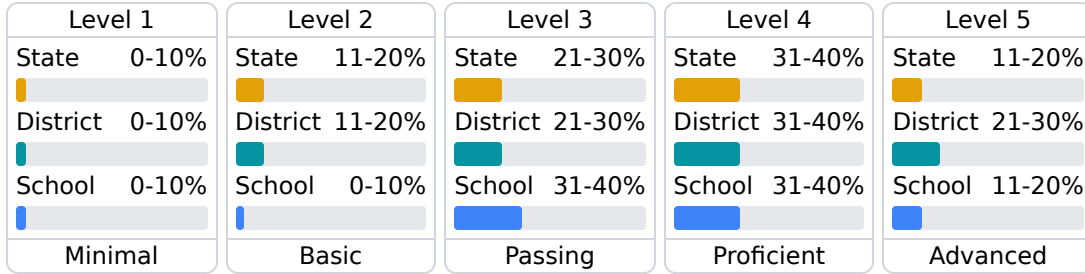 Level 1
State 0-10%
District 0-10%
School 0-10%
Minimal
Level 2
State 11-20%
District 11-20%
School 0-10%
Basic
Level 3
State 21-30%
District 21-30%
School 31-40%
Passing
Level 4
State 31-40%
District 31-40%
School 31-40%
Proficient
Level 5
State 11-20%
District 21-30%
School 11-20%
Advanced